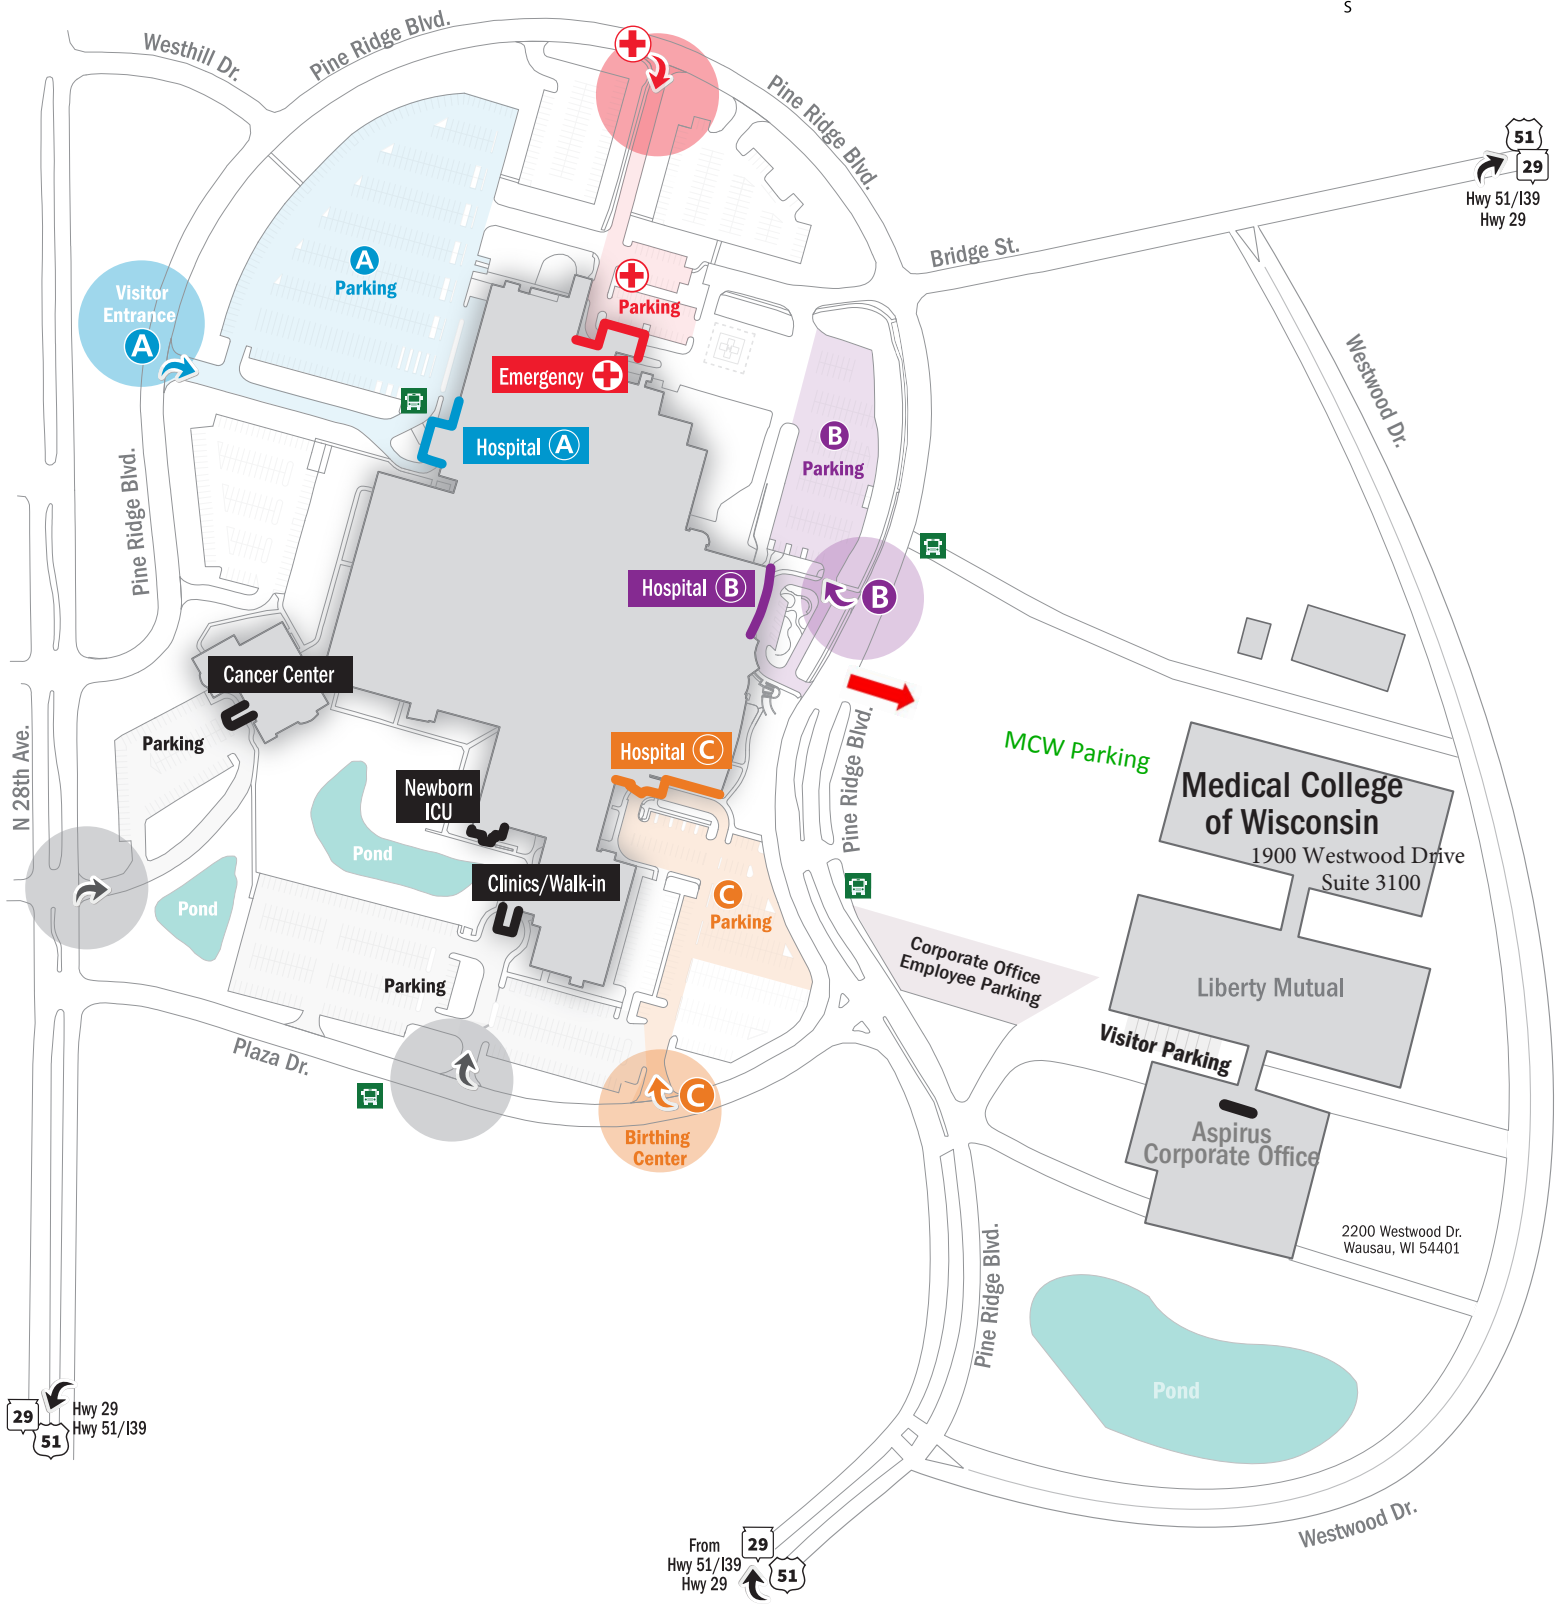 S
Westhill Dr.
Pine Ridge Blvd.
Pine Ridge Blvd.
51
29
Hwy 51/I39
Hwy 29
Bridge St.
A
Parking
Visitor
Entrance
A
Parking
Emergency
Hospital A
B
Parking
Westwood Dr.
Pine Ridge Blvd.
Hospital B
B
Cancer Center
Parking
N 28th Ave.
Hospital C
Pine Ridge Blvd.
MCW Parking
Medical College
of Wisconsin
1900 Westwood Drive
Suite 3100
Newborn
ICU
Pond
Clinics/Walk-in
Pond
C
Parking
Corporate Office
Employee Parking
Liberty Mutual
Parking
Visitor Parking
Plaza Dr.
C
Birthing
Center
Aspirus
Corporate Office
2200 Westwood Dr.
Wausau, WI 54401
Pine Ridge Blvd.
Pond
29
51
Hwy 29
Hwy 51/I39
Westwood Dr.
From
Hwy 51/I39
Hwy 29
29
51